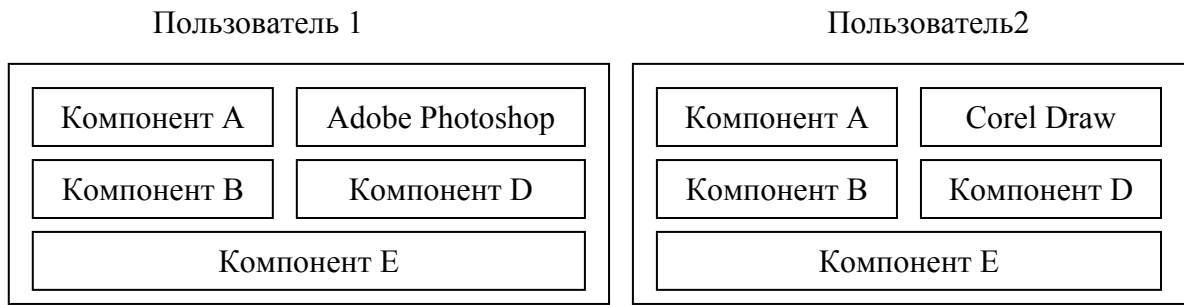 Пользователь 1
Пользователь2
Компонент A
Adobe Photoshop
Компонент B
Компонент D
Компонент E
Компонент A
Corel Draw
Компонент B
Компонент D
Компонент E